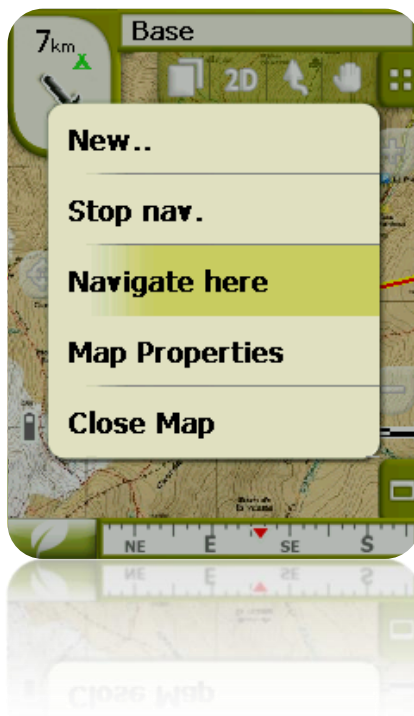 7km
Base
2D
New..
Stop nav.
Navigate here
Map Properties
Close Map
NE E SE S